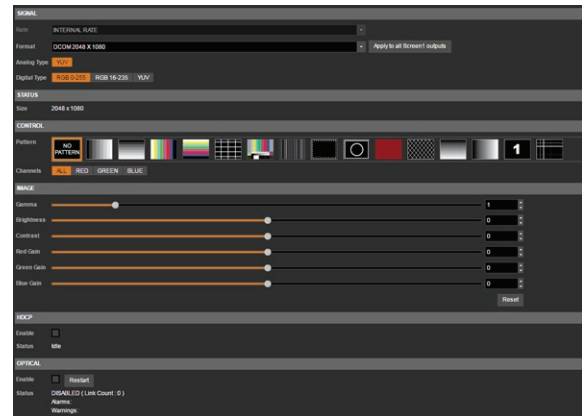 SIGNAL
Rate INTERNAL RATE
Format DCOM 2048 X 1080 Apply to all Screen1 outputs
Analog Type YUV
Digital Type RGB 0-255 RGB 16-235 YUV
STATUS
Size 2048 x 1080
CONTROL
Pattern NO PATTERN 1
Channels ALL RED GREEN BLUE
IMAGE
Gamma 1
Brightness 0
Contrast 0
Red Gain 0
Green Gain 0
Blue Gain 0
Reset
HDCP
Enable
Status Idle
OPTICAL
Enable Restart
Status DISABLED ( Link Count : 0 )
Alarms:
Warnings: